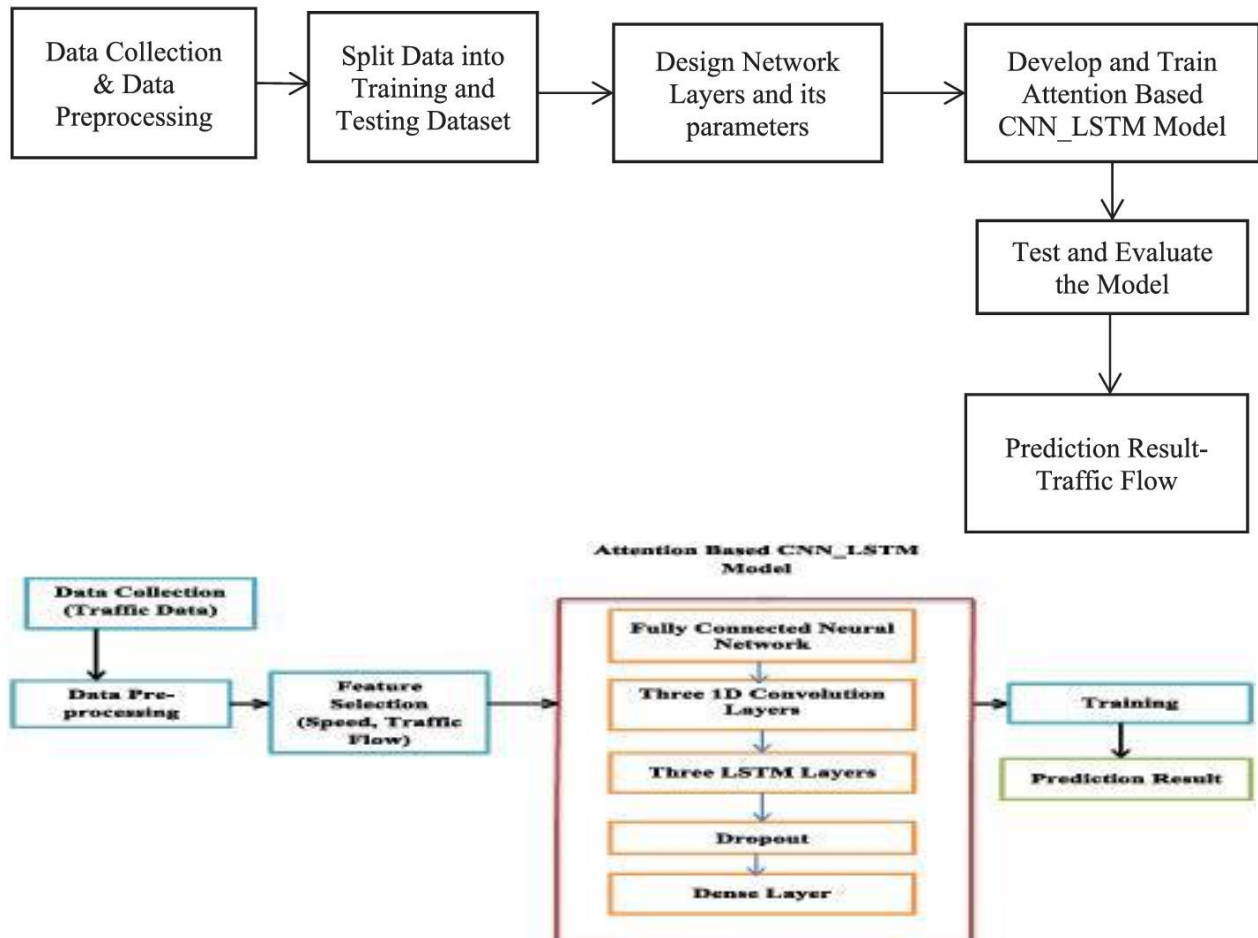 Data Collection
& Data
Preprocessing
Split Data into
Training and
Testing Dataset
Design Network
Layers and its
parameters
Develop and Train
Attention Based
CNN_LSTM Model
Test and Evaluate
the Model
Prediction Result-
Traffic Flow
Attention Based CNN_LSTM
Model
Data Collection
(Traffic Data)
Data Pre-
processing
Feature
Selection
(Speed, Traffic
Flow)
Fully Connected Neural
Network
Three 1D Convolution
Layers
Three LSTM Layers
Dropout
Dense Layer
Training
Prediction Result